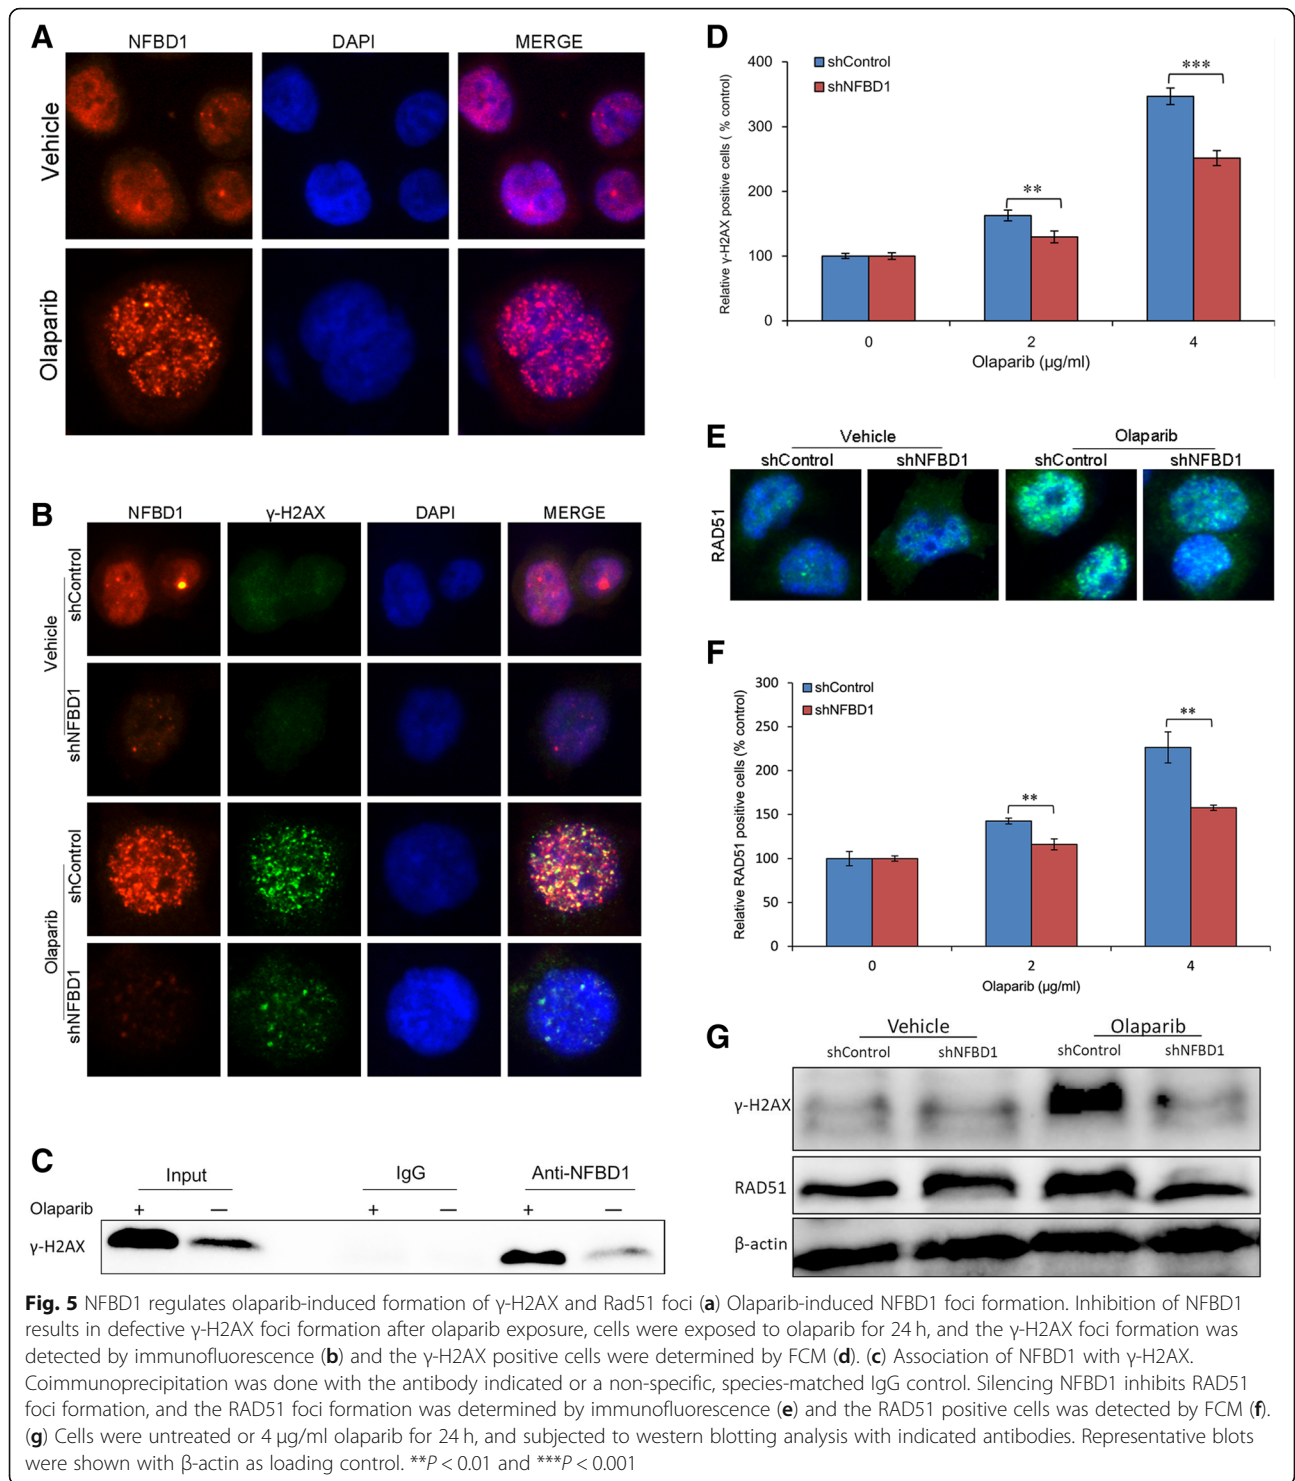 A
NFBD1 DAPI MERGE
Vehicle
Olaparib
B
NFBD1 γ-H2AX DAPI MERGE
Vehicle
shControl
shNFBD1
Olaparib
shControl
shNFBD1
C
Input IgG Anti-NFBD1
Olaparib + — + — + —
γ-H2AX
D
shControl
shNFBD1
Relative γ-H2AX positive cells ( % control)
400
300
200
100
0
** ***
0 2 4
Olaparib (μg/ml)
E
Vehicle Olaparib
shControl shNFBD1 shControl shNFBD1
RAD51
F
shControl
shNFBD1
Relative RAD51 positive cells (% control)
300
250
200
150
100
50
0
** **
0 2 4
Olaparib (μg/ml)
G
Vehicle Olaparib
shControl shNFBD1 shControl shNFBD1
γ-H2AX
RAD51
β-actin
Fig. 5 NFBD1 regulates olaparib-induced formation of γ-H2AX and Rad51 foci (a) Olaparib-induced NFBD1 foci formation. Inhibition of NFBD1
results in defective γ-H2AX foci formation after olaparib exposure, cells were exposed to olaparib for 24 h, and the γ-H2AX foci formation was
detected by immunofluorescence (b) and the γ-H2AX positive cells were determined by FCM (d). (c) Association of NFBD1 with γ-H2AX.
Coimmunoprecipitation was done with the antibody indicated or a non-specific, species-matched IgG control. Silencing NFBD1 inhibits RAD51
foci formation, and the RAD51 foci formation was determined by immunofluorescence (e) and the RAD51 positive cells was detected by FCM (f).
(g) Cells were untreated or 4 μg/ml olaparib for 24 h, and subjected to western blotting analysis with indicated antibodies. Representative blots
were shown with β-actin as loading control. **P < 0.01 and ***P < 0.001